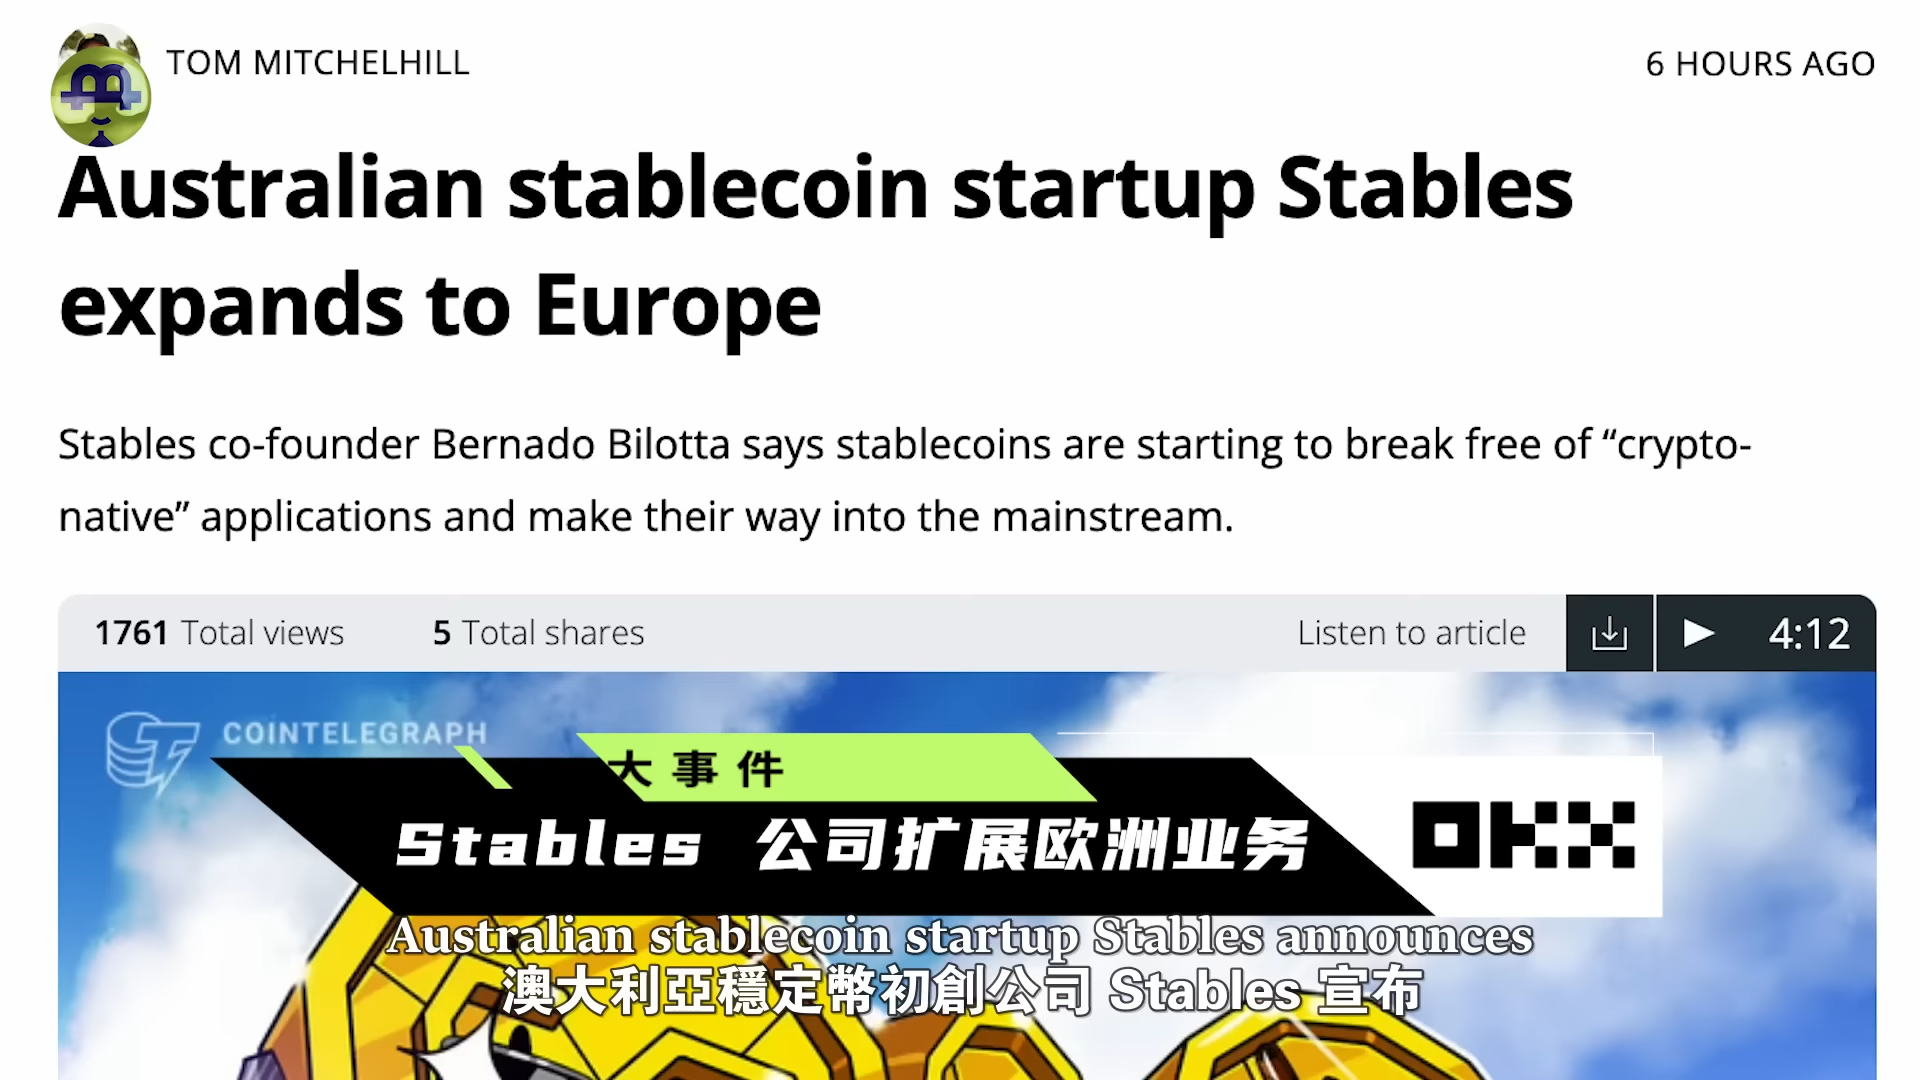 TOM MITCHELHILL
6 HOURS AGO
Australian stablecoin startup Stables
expands to Europe
Stables co-founder Bernado Bilotta says stablecoins are starting to break free of “crypto-
native” applications and make their way into the mainstream.
1761 Total views
5 Total shares
Listen to article
4:12
COINTELEGRAPH
大事件
Stables 公司扩展欧洲业务
OKX
Australian stablecoin startup Stables announces
澳大利亞穩定幣初創公司 Stables 宣布